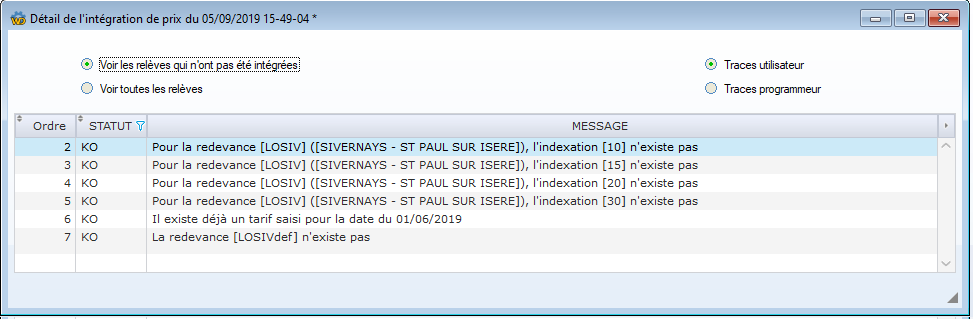 Détail de l'intégration de prix du 05/09/2019 15-49-04 *
Voir les relèves qui n'ont pas été intégrées
Traces utilisateur
Voir toutes les relèves
Traces programmeur
Ordre STATUT MESSAGE
2 KO Pour la redevance [LOSIV] ([SIVERNAYS - ST PAUL SUR ISERE]), l'indexation [10] n'existe pas
3 KO Pour la redevance [LOSIV] ([SIVERNAYS - ST PAUL SUR ISERE]), l'indexation [15] n'existe pas
4 KO Pour la redevance [LOSIV] ([SIVERNAYS - ST PAUL SUR ISERE]), l'indexation [20] n'existe pas
5 KO Pour la redevance [LOSIV] ([SIVERNAYS - ST PAUL SUR ISERE]), l'indexation [30] n'existe pas
6 KO Il existe déjà un tarif saisi pour la date du 01/06/2019
7 KO La redevance [LOSIVdef] n'existe pas